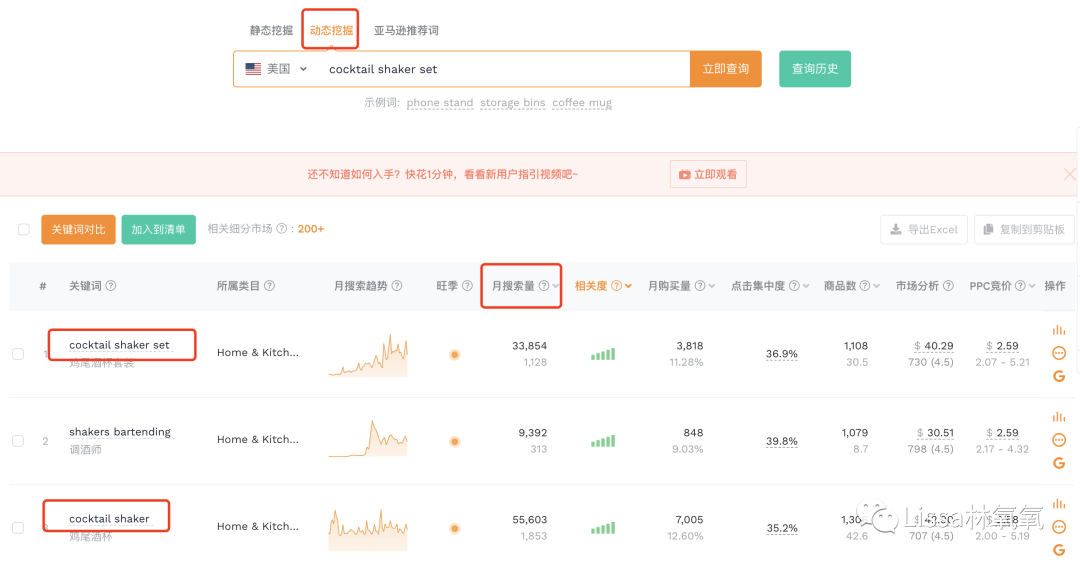 静态挖掘 动态挖掘 亚马逊推荐词
美国 cocktail shaker set 立即查询 查询历史
示例词: phone stand storage bins coffee mug
还不知道如何入手？快花1分钟，看看新用户指引视频吧~ 立即观看
关键词对比 加入到清单 相关细分市场 ? : 200+ 导出Excel 复制到剪贴板
# 关键词 ? 所属类目 ? 月搜索趋势 ? 旺季 ? 月搜索量 ? 相关度 ? 月购买量 ? 点击集中度 ? 商品数 ? 市场分析 ? PPC竞价 ? 操作
1 cocktail shaker set Home & Kitch... 33,854 3,818 36.9% 1,108 $ 40.29 $ 2.59
鸡尾酒杯套装 1,128 11.28% 30.5 730 (4.5) 2.07 - 5.21
2 shakers bartending Home & Kitch... 9,392 848 39.8% 1,079 $ 30.51 $ 2.59
调酒师 313 9.03% 8.7 798 (4.5) 2.17 - 4.32
3 cocktail shaker Home & Kitch... 55,603 7,005 35.2%
鸡尾酒杯 1,853 12.60% 42.6 707 (4.5) 2.00 - 5.19
Lissa林氧氧